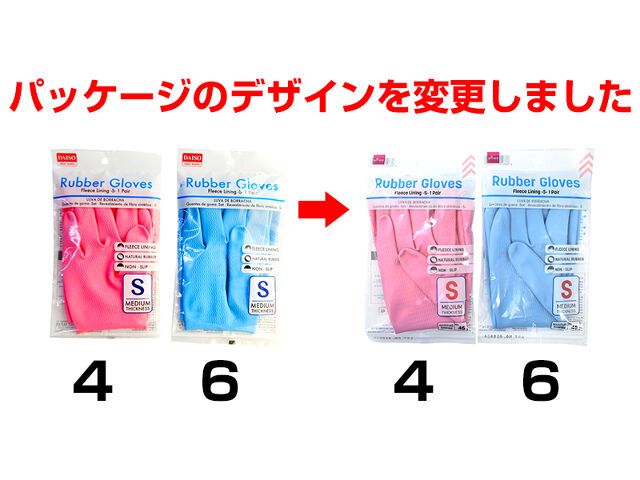 パッケージのデザインを変更しました
DAISO
Rubber Gloves
Fleece Lining -S- 1 Pair
LUVA DE BORRACHA
FLEECE LINING
NATURAL RUBBER
NON - SLIP
S
MEDIUM
THICKNESS
4
DAISO
Rubber Gloves
Fleece Lining -S- 1 Pair
LUVA DE BORRACHA
FLEECE LINING
NATURAL RUBBER
NON - SLIP
S
MEDIUM
THICKNESS
6
Rubber Gloves
Fleece Lining -S- 1 Pair
LUVA DE BORRACHA
FLEECE LINING
NATURAL RUBBER
NON - SLIP
S
MEDIUM
THICKNESS
4
Rubber Gloves
Fleece Lining -S- 1 Pair
LUVA DE BORRACHA
FLEECE LINING
NATURAL RUBBER
NON - SLIP
S
MEDIUM
THICKNESS
6